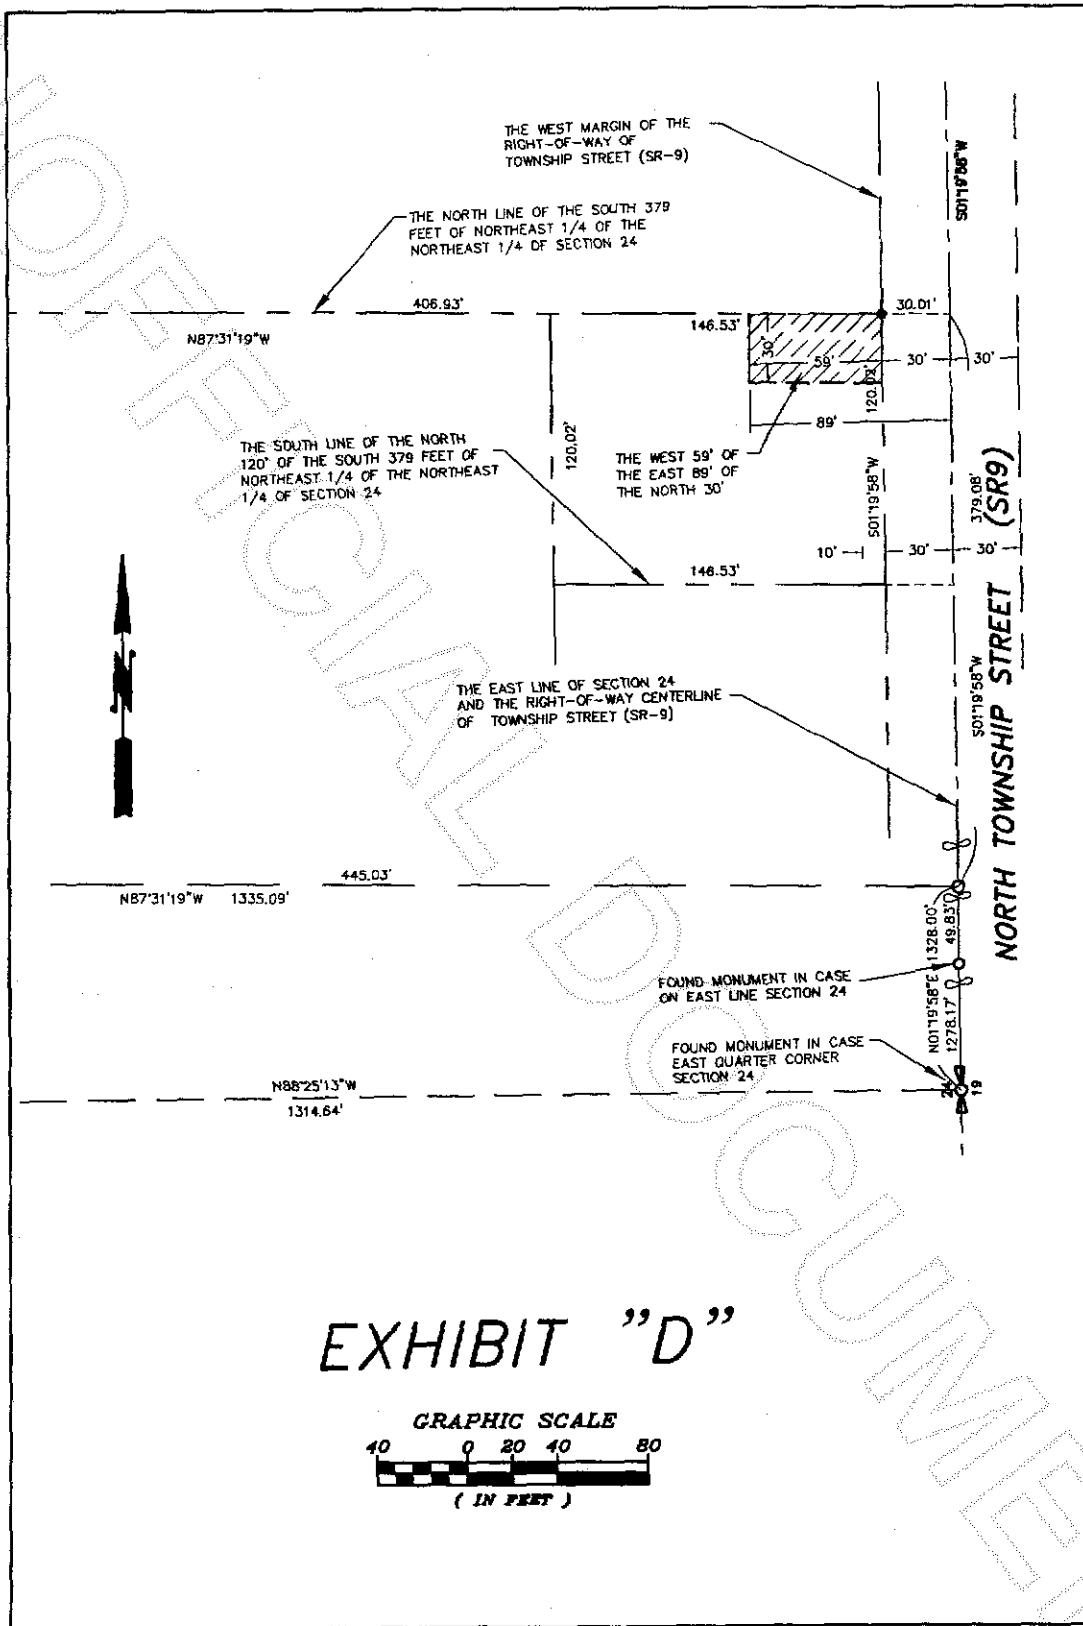 THE WEST MARGIN OF THE
RIGHT-OF-WAY OF
TOWNSHIP STREET (SR-9)
S01°19'58"W
THE NORTH LINE OF THE SOUTH 379
FEET OF NORTHEAST 1/4 OF THE
NORTHEAST 1/4 OF SECTION 24
406.93'
N87°31'19"W
146.53'
30.01'
30'
59'
30'
30'
120.02'
89'
THE SOUTH LINE OF THE NORTH
120' OF THE SOUTH 379 FEET OF
NORTHEAST 1/4 OF THE NORTHEAST
1/4 OF SECTION 24
120.02'
THE WEST 59' OF
THE EAST 89' OF
THE NORTH 30'
S01°19'58"W
379.08'
10'
30'
30'
146.53'
THE EAST LINE OF SECTION 24
AND THE RIGHT-OF-WAY CENTERLINE
OF TOWNSHIP STREET (SR-9)
S01°19'58"W
NORTH TOWNSHIP STREET (SR9)
445.03'
N87°31'19"W 1335.09'
N01°19'58"E 1328.00'
49.83'
1278.17'
FOUND MONUMENT IN CASE
ON EAST LINE SECTION 24
FOUND MONUMENT IN CASE
EAST QUARTER CORNER
SECTION 24
24
19
N88°25'13"W
1314.64'
EXHIBIT "D"
GRAPHIC SCALE
40 0 20 40 80
( IN FEET )
N
UNOFFICIAL DOCUMENT